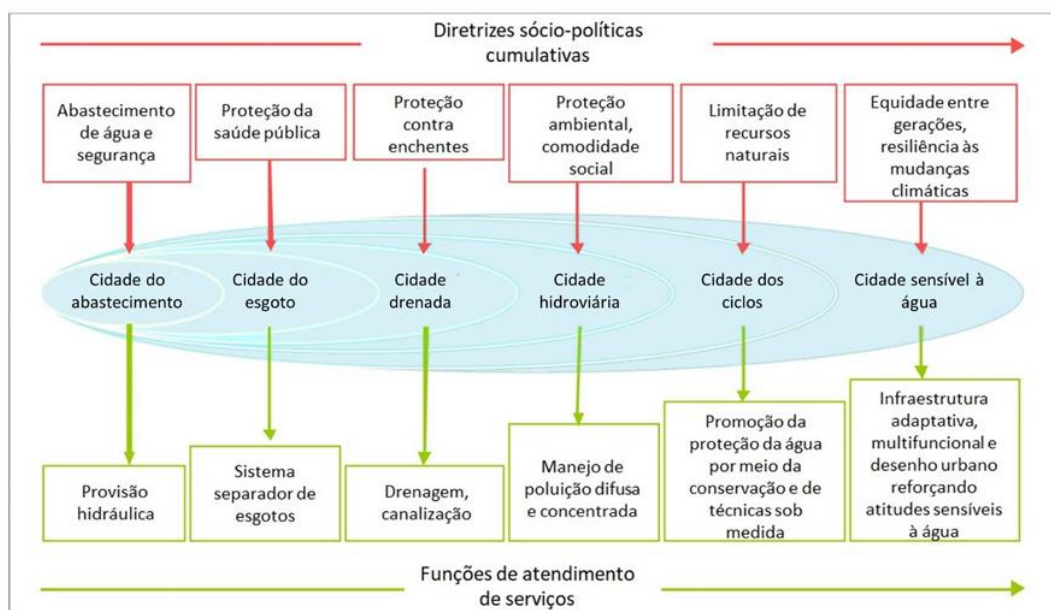 Diretrizes sócio-políticas
cumulativas
Abastecimento
de água e
segurança
Proteção da
saúde pública
Proteção
contra
enchentes
Proteção
ambiental,
comodidade
social
Limitação de
recursos
naturais
Equidade entre
gerações,
resiliência às
mudanças
climáticas
Cidade do
abastecimento
Cidade do
esgoto
Cidade
drenada
Cidade
hidroviária
Cidade dos
ciclos
Cidade sensível à
água
Provisão
hidráulica
Sistema
separador de
esgotos
Drenagem,
canalização
Manejo de
poluição difusa
e concentrada
Promoção da
proteção da água
por meio da
conservação e de
técnicas sob
medida
Infraestrutura
adaptativa,
multifuncional e
desenho urbano
reforçando
atitudes sensíveis
à água
Funções de atendimento
de serviços